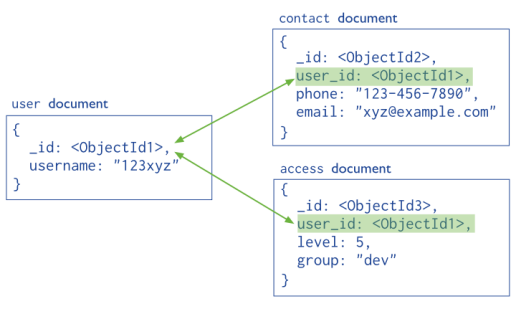 user document
{
_id: <ObjectId1>,
username: "123xyz"
}
contact document
{
_id: <ObjectId2>,
user_id: <ObjectId1>,
phone: "123-456-7890",
email: "xyz@example.com"
}
access document
{
_id: <ObjectId3>,
user_id: <ObjectId1>,
level: 5,
group: "dev"
}